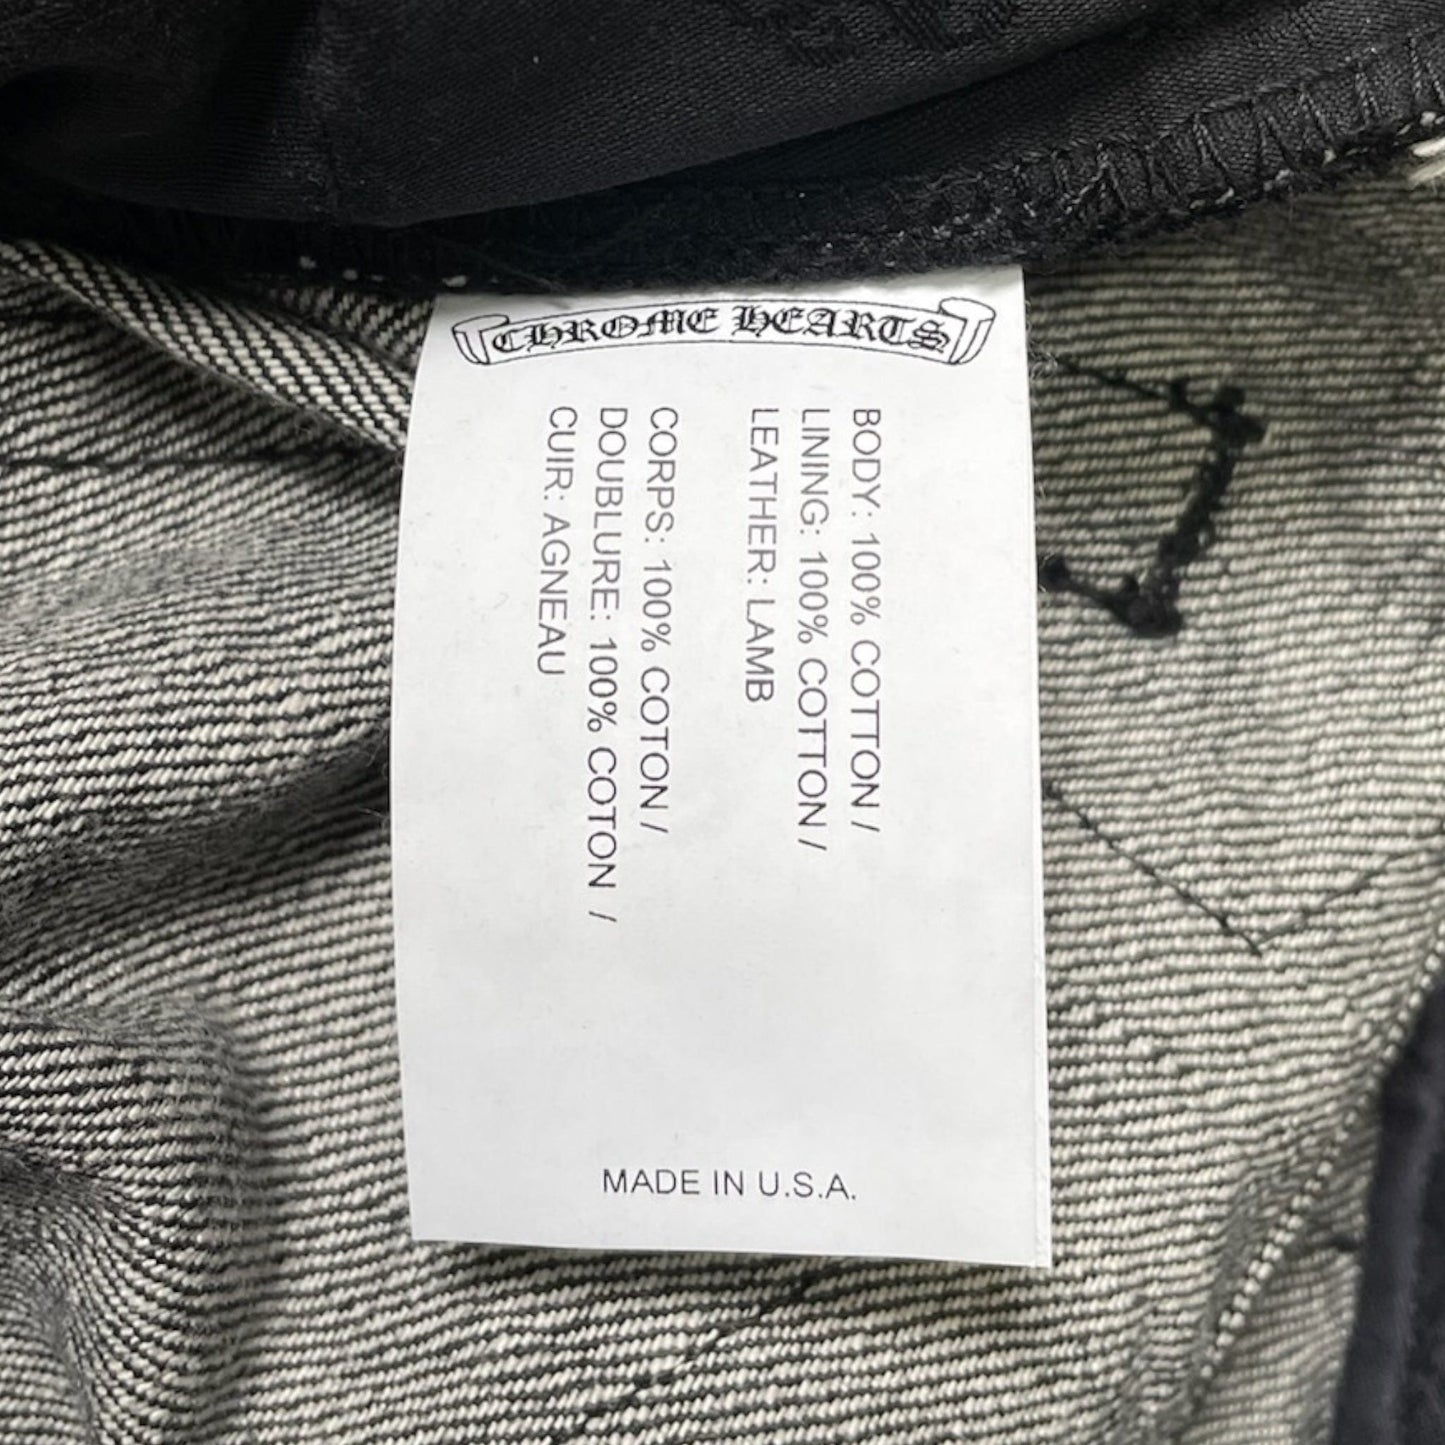 CHROME HEARTS
BODY: 100% COTTON /
LINING: 100% COTTON /
LEATHER: LAMB
CORPS: 100% COTON /
DOUBLURE: 100% COTON /
CUIR: AGNEAU
MADE IN U.S.A.